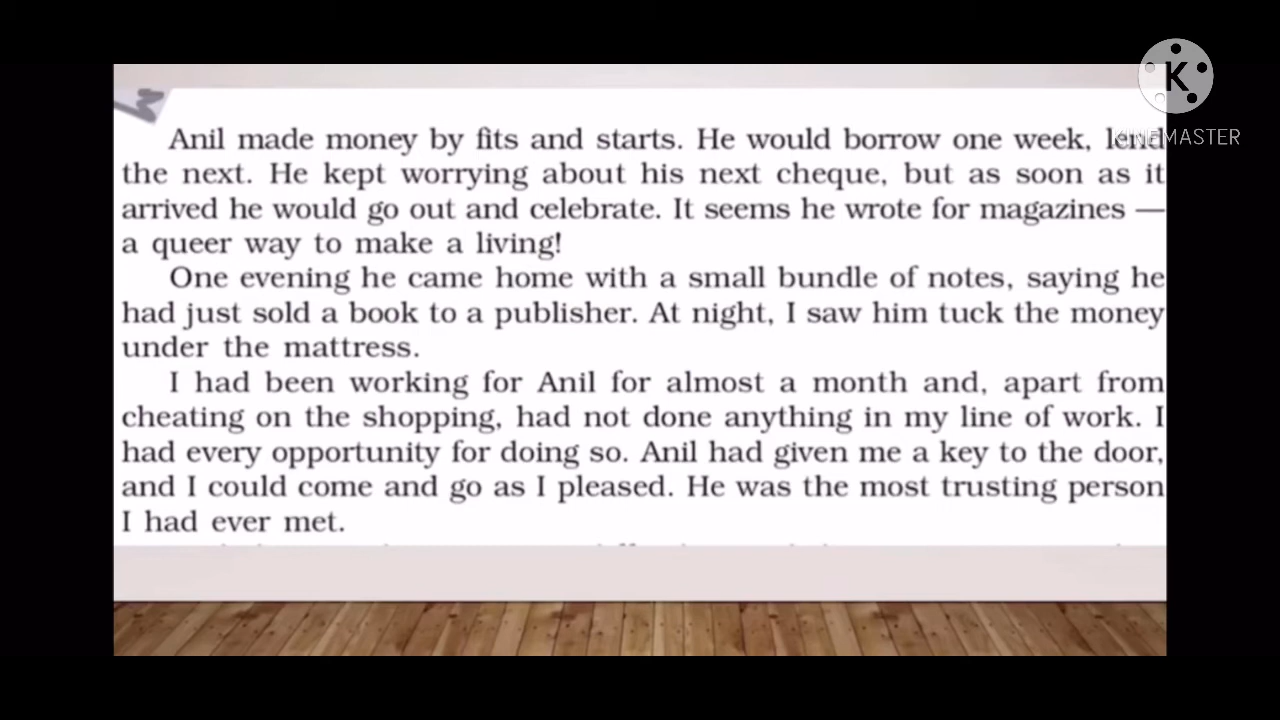 Anil made money by fits and starts. He would borrow one week, lend
the next. He kept worrying about his next cheque, but as soon as it
arrived he would go out and celebrate. It seems he wrote for magazines —
a queer way to make a living!
One evening he came home with a small bundle of notes, saying he
had just sold a book to a publisher. At night, I saw him tuck the money
under the mattress.
I had been working for Anil for almost a month and, apart from
cheating on the shopping, had not done anything in my line of work. I
had every opportunity for doing so. Anil had given me a key to the door,
and I could come and go as I pleased. He was the most trusting person
I had ever met.
K
KINEMASTER